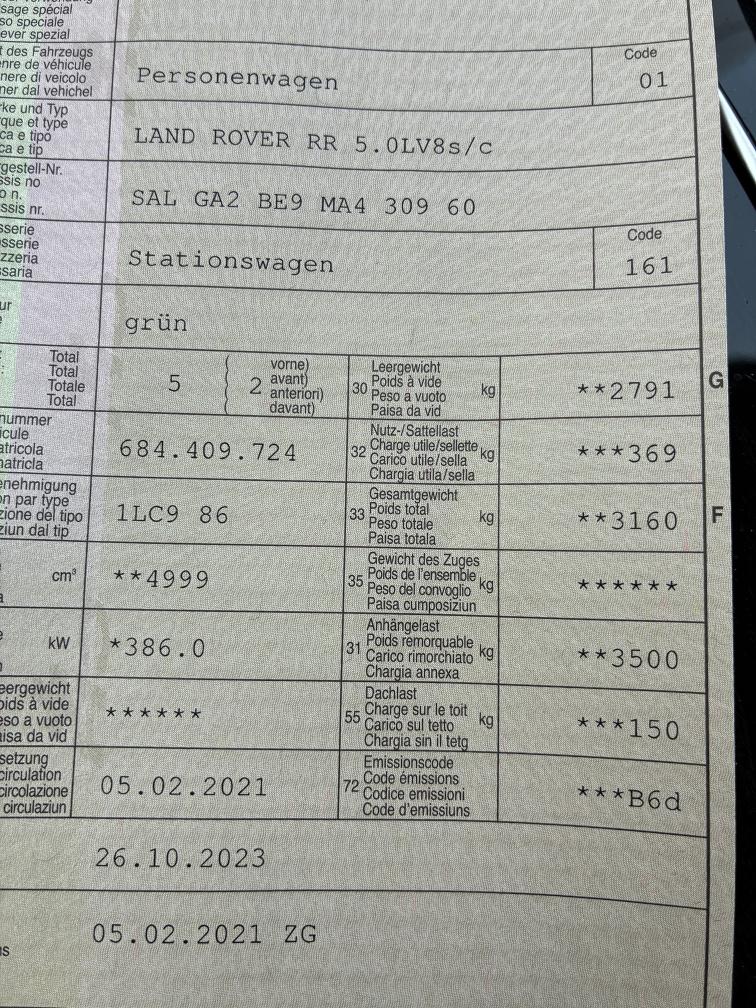 sage spécial
so speciale
ever spezial
t des Fahrzeugs
nre de véhicule
nere di veicolo
ner dal vehichel
Personenwagen
Code
01
rke und Typ
que et type
ca e tipo
ca e tip
LAND ROVER RR 5.0LV8s/c
gestell-Nr.
ssis no
o n.
ssis nr.
SAL GA2 BE9 MA4 309 60
sserie
sserie
zzeria
ssaria
Stationswagen
Code
161
ur
grün
Total
Total
Totale
Total
5
2
vorne)
avant)
anteriori)
davant)
30
Leergewicht
Poids à vide
Peso a vuoto
Paisa da vid
kg
**2791
G
nummer
icule
atricola
natricla
684.409.724
32
Nutz-/Sattellast
Charge utile/sellette
Carico utile/sella
Chargia utila/sella
kg
***369
enehmigung
on par type
zione del tipo
ziun dal tip
1LC9 86
33
Gesamtgewicht
Poids total
Peso totale
Paisa totala
kg
**3160
F
cm³
**4999
35
Gewicht des Zuges
Poids de l'ensemble
Peso del convoglio
Paisa cumposiziun
kg
******
kW
*386.0
31
Anhängelast
Poids remorquable
Carico rimorchiato
Chargia annexa
kg
**3500
eergewicht
oids à vide
eso a vuoto
aisa da vid
******
55
Dachlast
Charge sur le toit
Carico sul tetto
Chargia sin il tetg
kg
***150
setzung
circulation
circolazione
circulaziun
05.02.2021
72
Emissionscode
Code émissions
Codice emissioni
Code d'emissiuns
***B6d
26.10.2023
05.02.2021 ZG